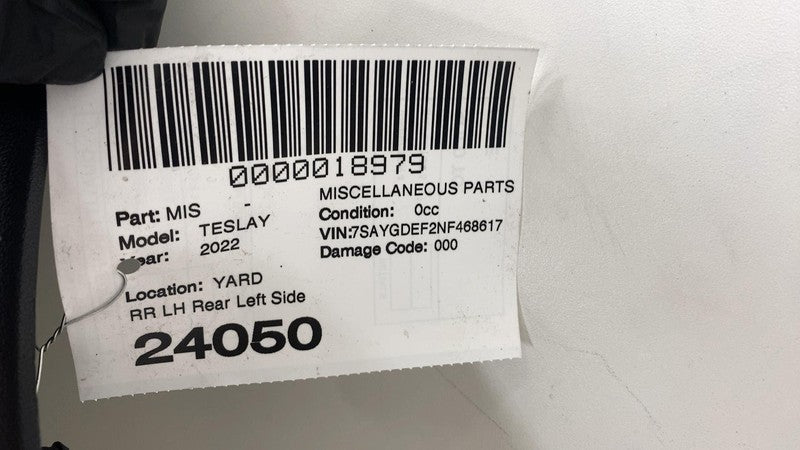 0000018979
Part: MIS -
MISCELLANEOUS PARTS
Model: TESLAY
Condition: 0cc
Year: 2022
VIN:7SAYGDEF2NF468617
Damage Code: 000
Location: YARD
RR LH Rear Left Side
24050